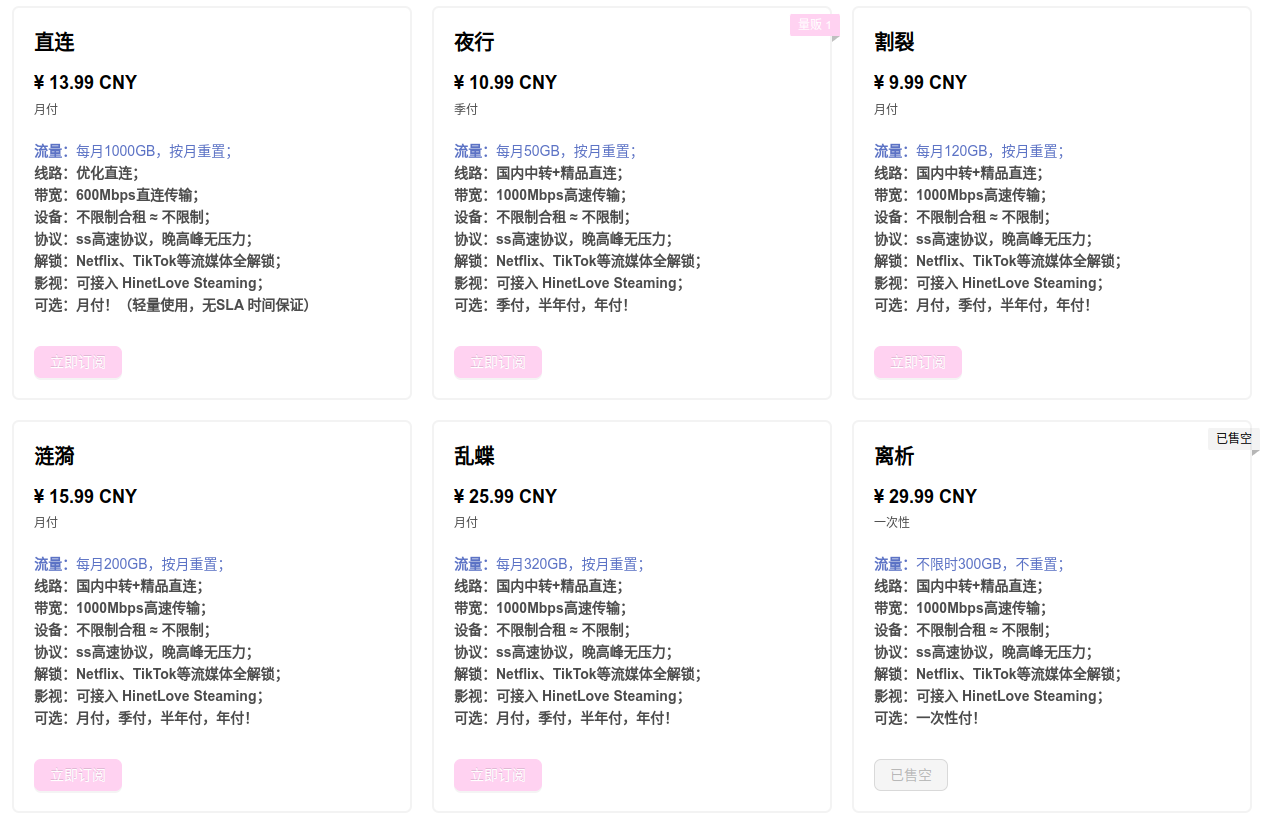 直连
¥ 13.99 CNY
月付
流量：每月1000GB，按月重置；
线路：优化直连；
带宽：600Mbps直连传输；
设备：不限制合租 ≈ 不限制；
协议：ss高速协议，晚高峰无压力；
解锁：Netflix、TikTok等流媒体全解锁；
影视：可接入 HinetLove Steaming；
可选：月付！（轻量使用，无SLA 时间保证）
立即订阅
量贩 1
夜行
¥ 10.99 CNY
季付
流量：每月50GB，按月重置；
线路：国内中转+精品直连；
带宽：1000Mbps高速传输；
设备：不限制合租 ≈ 不限制；
协议：ss高速协议，晚高峰无压力；
解锁：Netflix、TikTok等流媒体全解锁；
影视：可接入 HinetLove Steaming；
可选：季付，半年付，年付！
立即订阅
割裂
¥ 9.99 CNY
月付
流量：每月120GB，按月重置；
线路：国内中转+精品直连；
带宽：1000Mbps高速传输；
设备：不限制合租 ≈ 不限制；
协议：ss高速协议，晚高峰无压力；
解锁：Netflix、TikTok等流媒体全解锁；
影视：可接入 HinetLove Steaming；
可选：月付，季付，半年付，年付！
立即订阅
涟漪
¥ 15.99 CNY
月付
流量：每月200GB，按月重置；
线路：国内中转+精品直连；
带宽：1000Mbps高速传输；
设备：不限制合租 ≈ 不限制；
协议：ss高速协议，晚高峰无压力；
解锁：Netflix、TikTok等流媒体全解锁；
影视：可接入 HinetLove Steaming；
可选：月付，季付，半年付，年付！
立即订阅
乱蝶
¥ 25.99 CNY
月付
流量：每月320GB，按月重置；
线路：国内中转+精品直连；
带宽：1000Mbps高速传输；
设备：不限制合租 ≈ 不限制；
协议：ss高速协议，晚高峰无压力；
解锁：Netflix、TikTok等流媒体全解锁；
影视：可接入 HinetLove Steaming；
可选：月付，季付，半年付，年付！
立即订阅
已售空
离析
¥ 29.99 CNY
一次性
流量：不限时300GB，不重置；
线路：国内中转+精品直连；
带宽：1000Mbps高速传输；
设备：不限制合租 ≈ 不限制；
协议：ss高速协议，晚高峰无压力；
解锁：Netflix、TikTok等流媒体全解锁；
影视：可接入 HinetLove Steaming；
可选：一次性付！
已售空